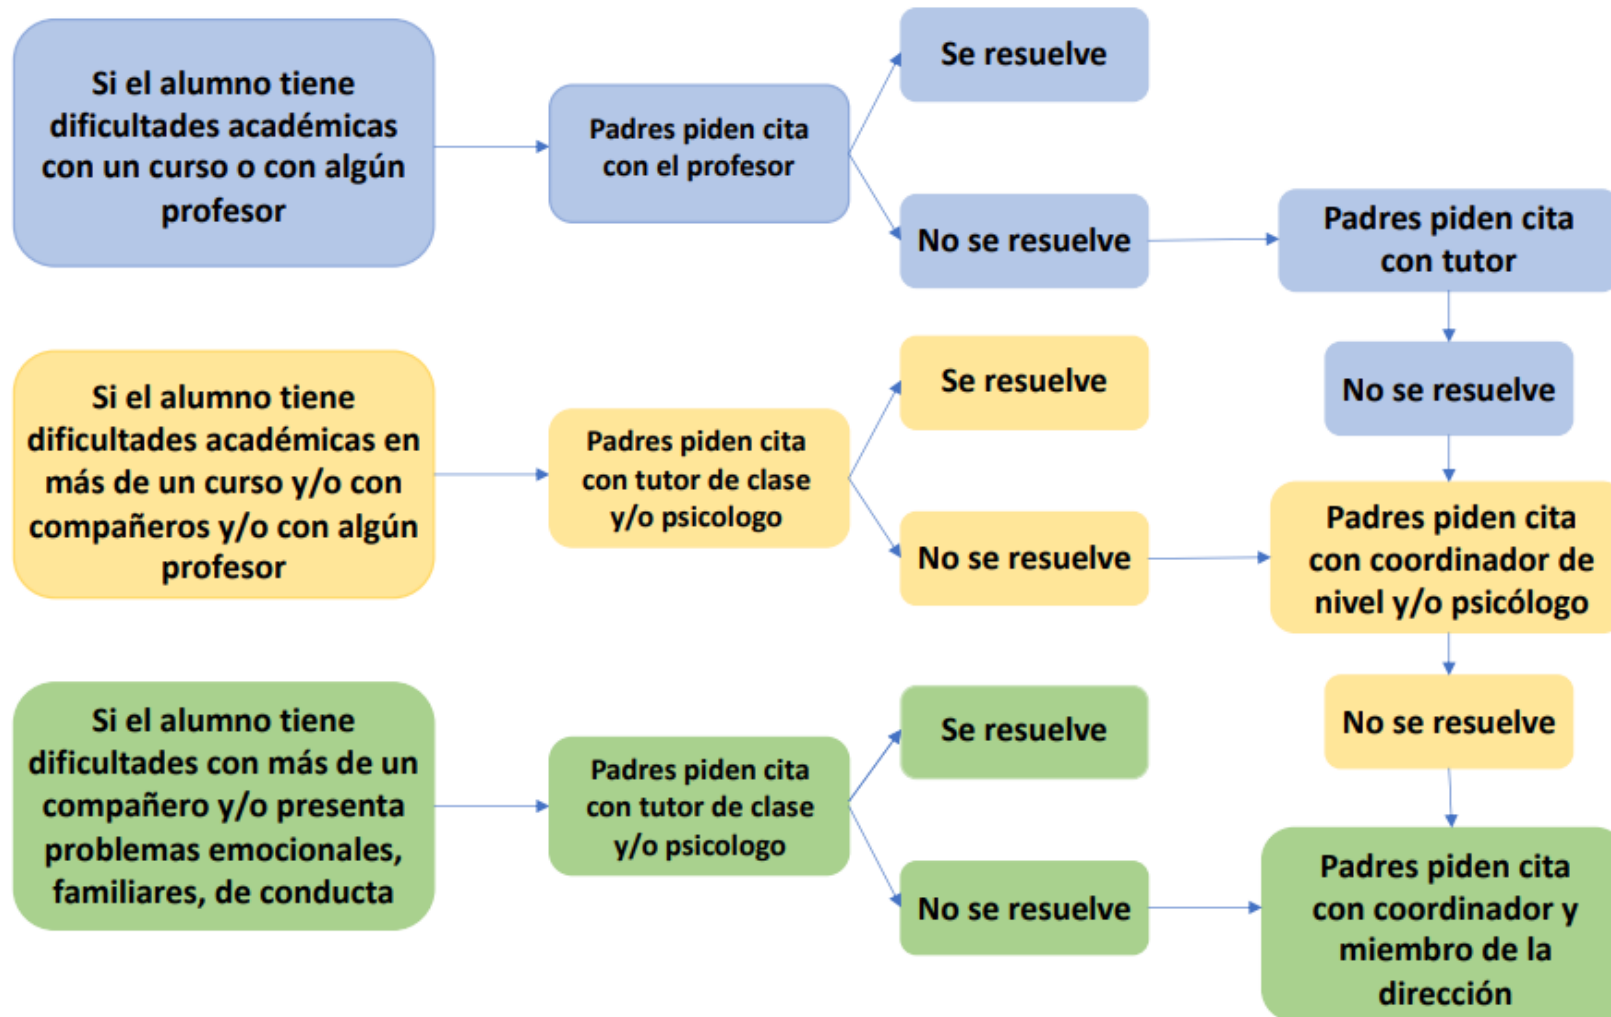 Si el alumno tiene
dificultades académicas
con un curso o con algún
profesor
Padres piden cita
con el profesor
Se resuelve
No se resuelve
Padres piden cita
con tutor
No se resuelve
Si el alumno tiene
dificultades académicas en
más de un curso y/o con
compañeros y/o con algún
profesor
Padres piden cita
con tutor de clase
y/o psicologo
Se resuelve
No se resuelve
Padres piden cita
con coordinador de
nivel y/o psicólogo
No se resuelve
Si el alumno tiene
dificultades con más de un
compañero y/o presenta
problemas emocionales,
familiares, de conducta
Padres piden cita
con tutor de clase
y/o psicologo
Se resuelve
No se resuelve
Padres piden cita
con coordinador y
miembro de la
dirección